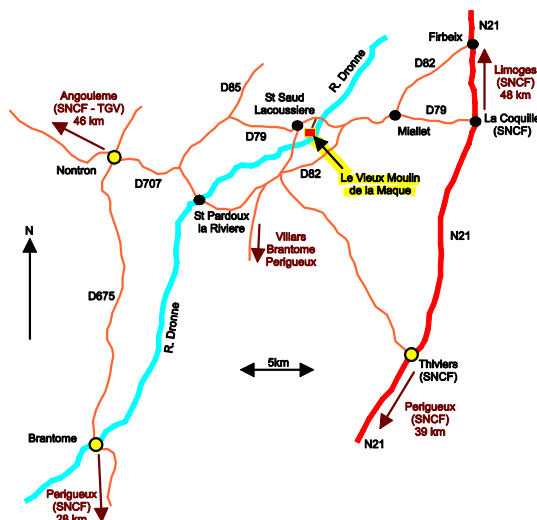 N21
Firbeix
D82
Limoges
(SNCF)
48 km
R. Dronne
Angouleme
(SNCF - TGV)
46 km
D85
St Saud
Lacoussiere
D79
D79
La Coquille
(SNCF)
Miallet
Nontron
D707
D82
Le Vieux Moulin
de la Maque
St Pardoux
la Riviere
N
Villars
Brantome
Perigueux
N21
D675
R. Dronne
5km
Thiviers
(SNCF)
Perigueux
(SNCF)
39 km
N21
Brantome
Perigueux
(SNCF)
28 km